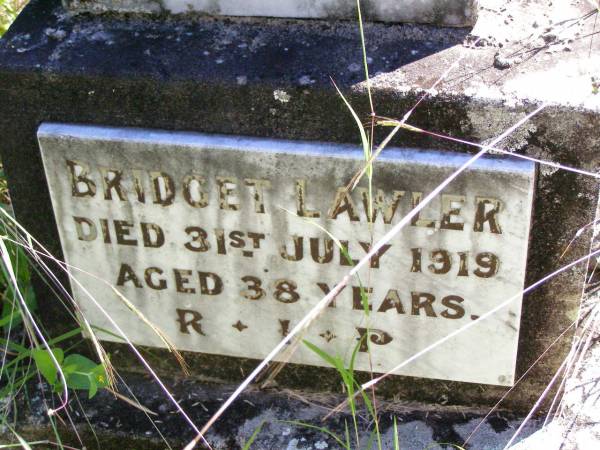 BRIDGET LAWLER
DIED 31ST JULY 1919
AGED 38 YEARS.
R + I + P